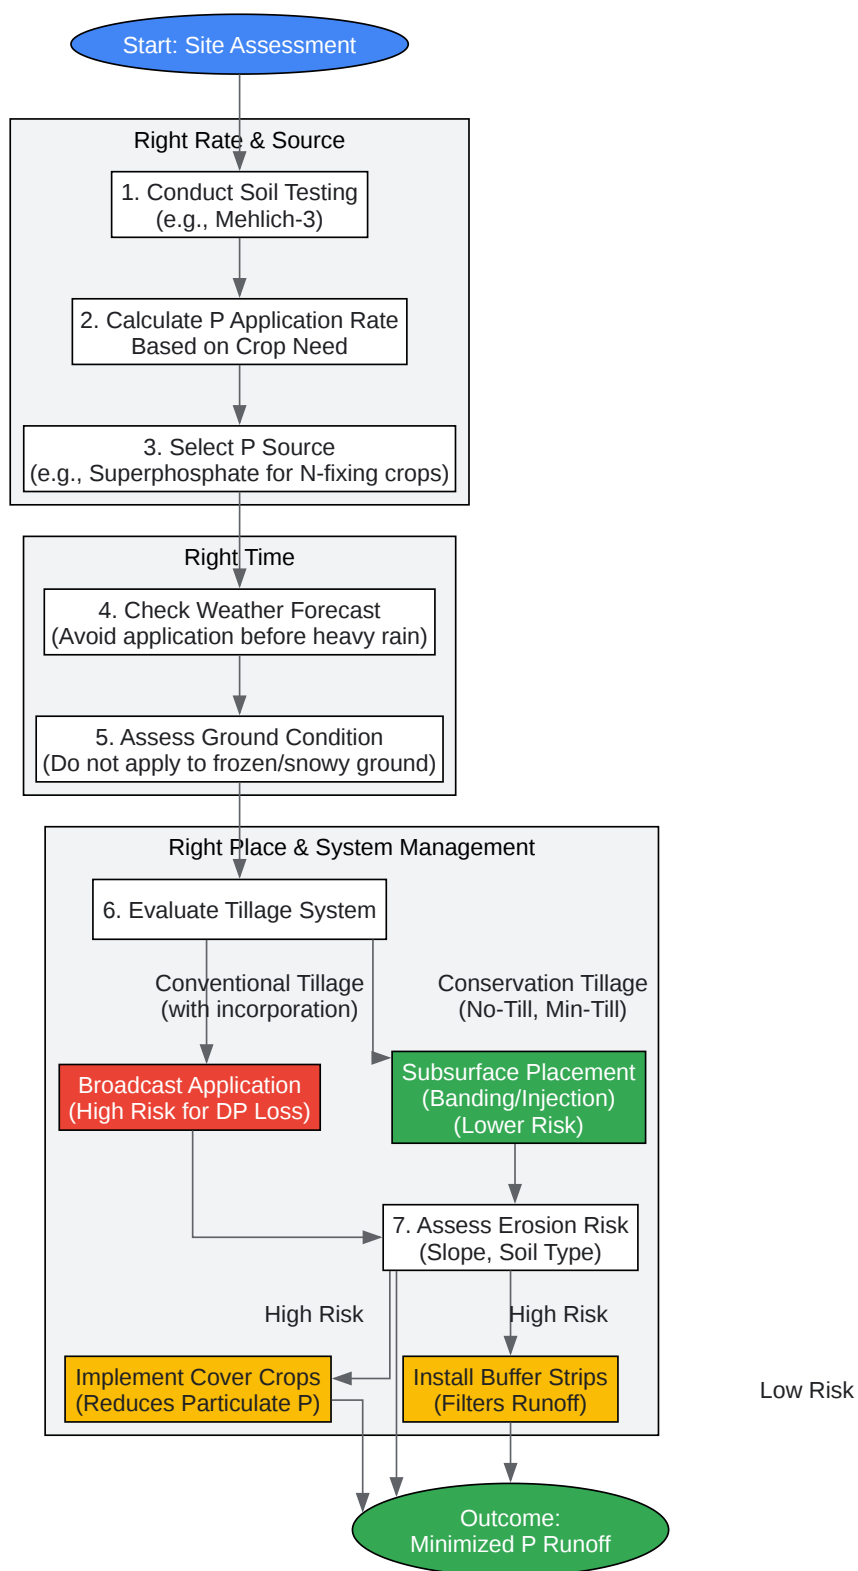 Start: Site Assessment
Right Rate & Source
1. Conduct Soil Testing
(e.g., Mehlich-3)
2. Calculate P Application Rate
Based on Crop Need
3. Select P Source
(e.g., Superphosphate for N-fixing crops)
Right Time
4. Check Weather Forecast
(Avoid application before heavy rain)
5. Assess Ground Condition
(Do not apply to frozen/snowy ground)
Right Place & System Management
6. Evaluate Tillage System
Conventional Tillage
(with incorporation)
Conservation Tillage
(No-Till, Min-Till)
Broadcast Application
(High Risk for DP Loss)
Subsurface Placement
(Banding/Injection)
(Lower Risk)
7. Assess Erosion Risk
(Slope, Soil Type)
High Risk
High Risk
Implement Cover Crops
(Reduces Particulate P)
Install Buffer Strips
(Filters Runoff)
Low Risk
Outcome:
Minimized P Runoff